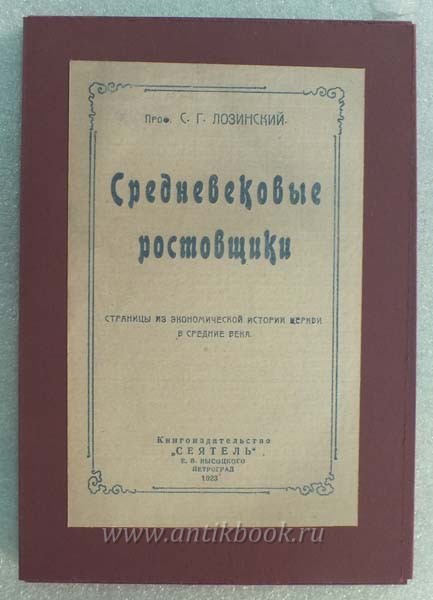 Проф. С. Г. ЛОЗИНСКИЙ.
Средневековые
ростовщики
СТРАНИЦЫ ИЗ ЭКОНОМИЧЕСКОЙ ИСТОРИИ ЦЕРКВИ
В СРЕДНИЕ ВЕКА.
Книгоиздательство
„СЕЯТЕЛЬ“
Е. В. ВЫСОЦКОГО
ПЕТРОГРАД
1923
www.antikbook.ru